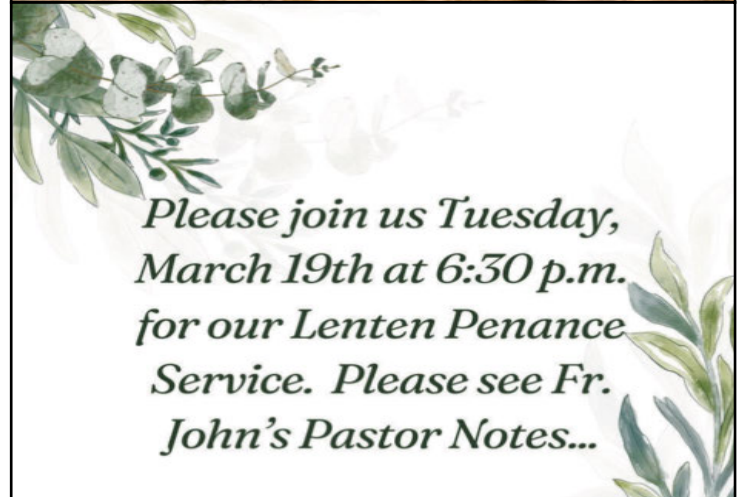 Please join us Tuesday,
March 19th at 6:30 p.m.
for our Lenten Penance
Service.  Please see Fr.
John's Pastor Notes...